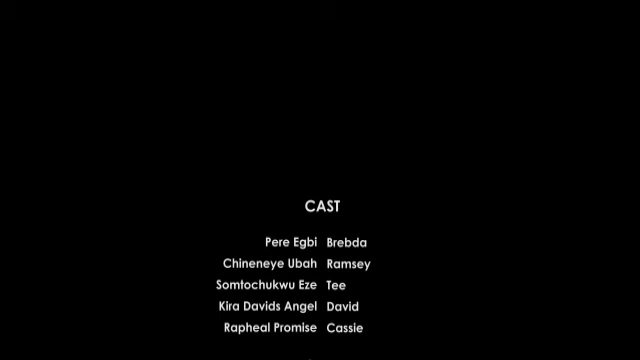 CAST
Pere Egbi Brebda
Chineneye Ubah Ramsey
Somtochukwu Eze Tee
Kira Davids Angel David
Rapheal Promise Cassie